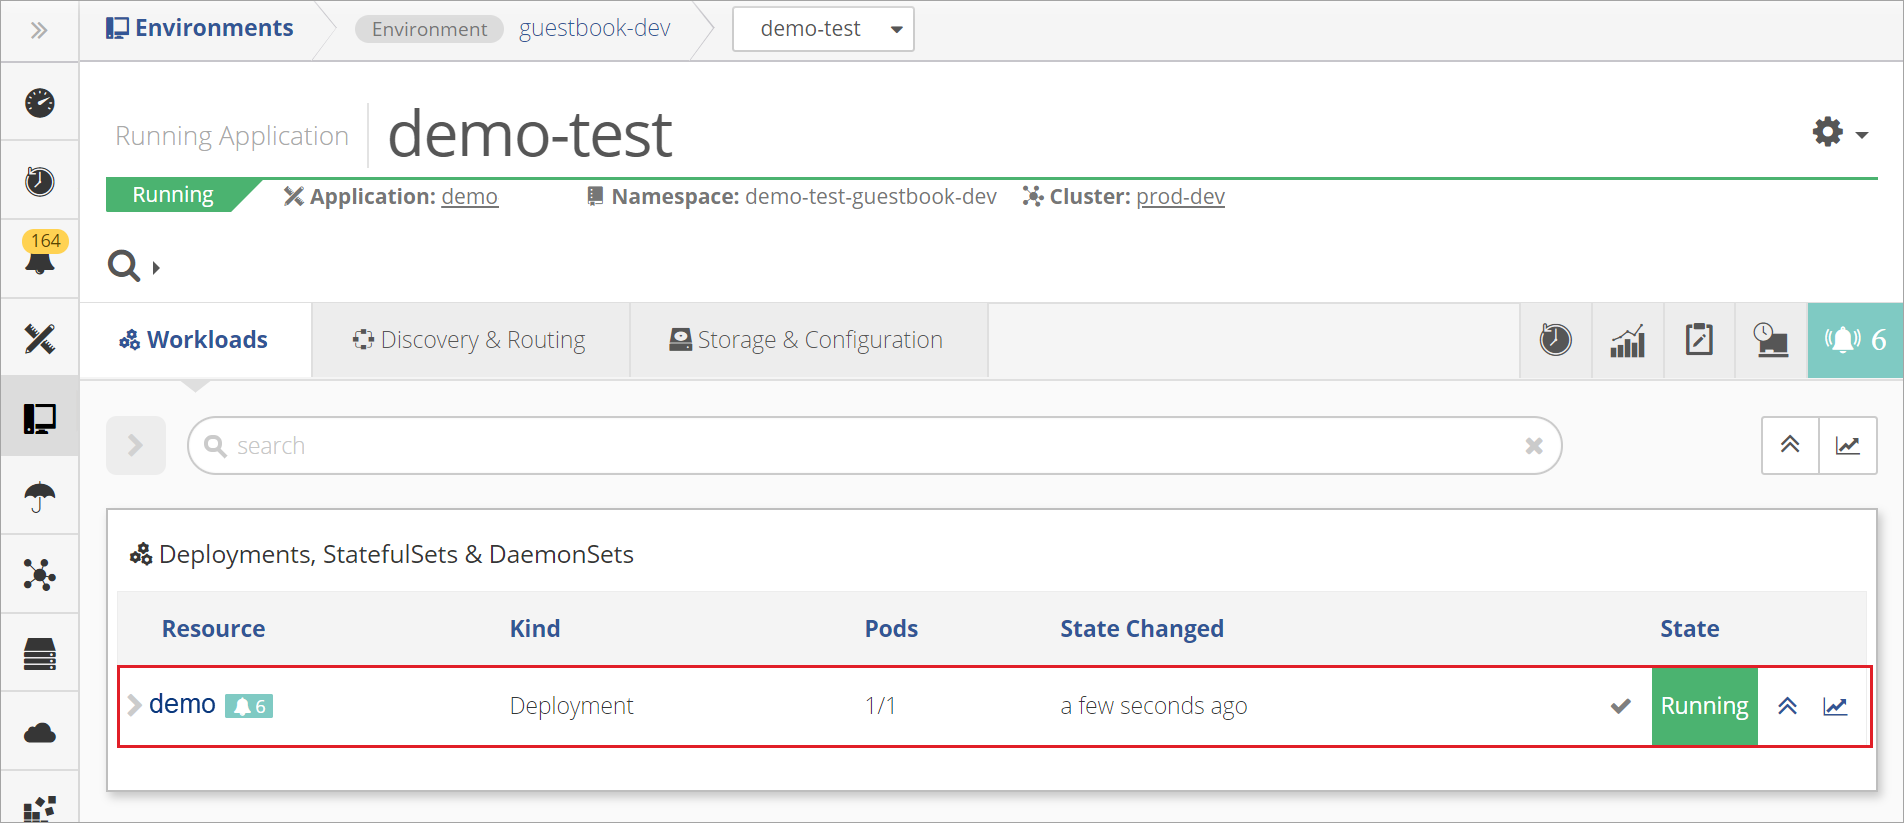 Environments Environment guestbook-dev demo-test
Running Application demo-test
Running Application: demo Namespace: demo-test-guestbook-dev Cluster: prod-dev
164
Workloads Discovery & Routing Storage & Configuration 6
search
Deployments, StatefulSets & DaemonSets
Resource Kind Pods State Changed State
demo 6 Deployment 1/1 a few seconds ago Running